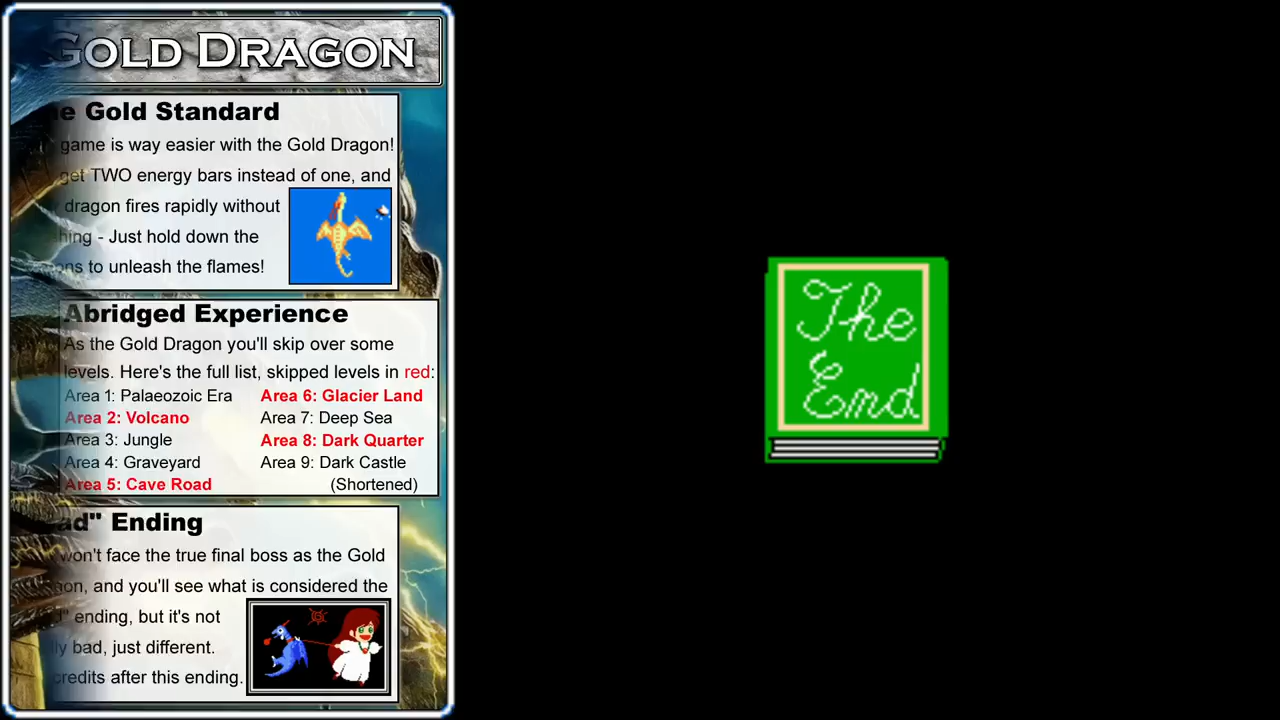 GOLD DRAGON
Gold Standard
game is way easier with the Gold Dragon!
get TWO energy bars instead of one, and
dragon fires rapidly without
- Just hold down the
to unleash the flames!
Abridged Experience
As the Gold Dragon you'll skip over some
levels. Here's the full list, skipped levels in red:
Area 1: Palaeozoic Era
Area 2: Volcano
Area 3: Jungle
Area 4: Graveyard
Area 5: Cave Road
Area 6: Glacier Land
Area 7: Deep Sea
Area 8: Dark Quarter
Area 9: Dark Castle
(Shortened)
Ending
won't face the true final boss as the Gold
and you'll see what is considered the
ending, but it's not
bad, just different.
credits after this ending.
The
End